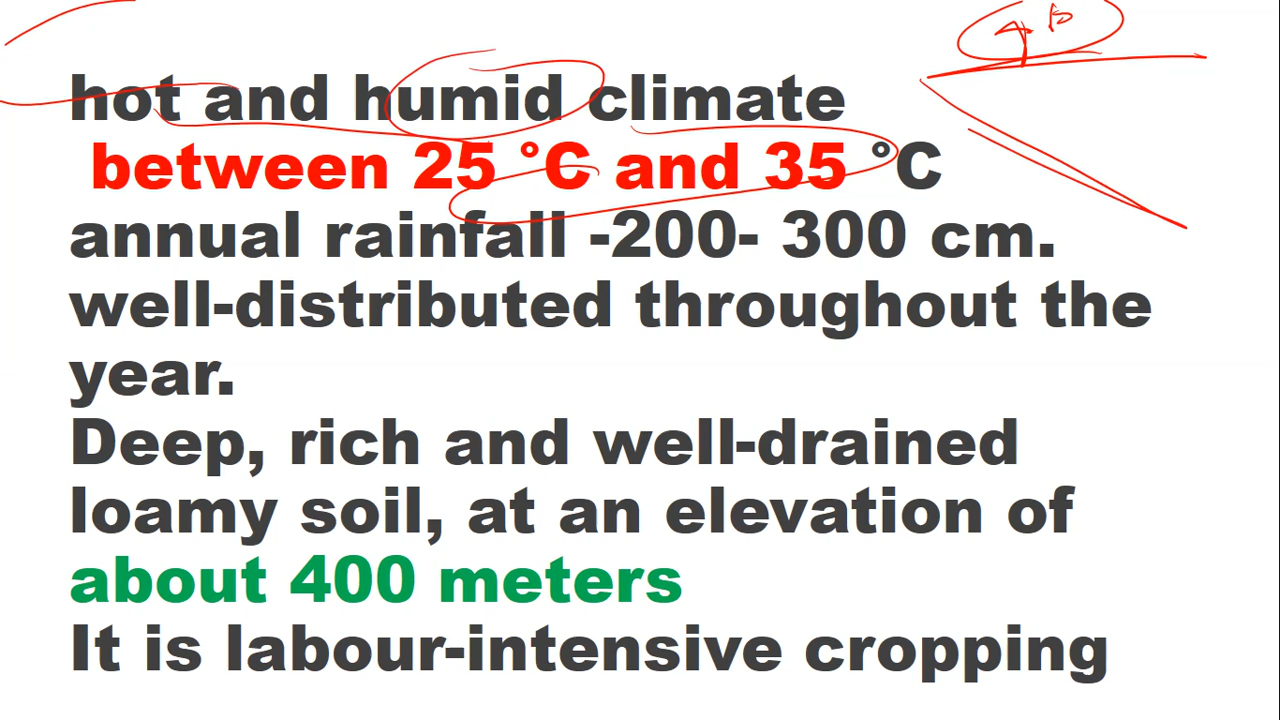 hot and humid climate
between 25 °C and 35 °C
annual rainfall -200- 300 cm.
well-distributed throughout the
year.
Deep, rich and well-drained
loamy soil, at an elevation of
about 400 meters
It is labour-intensive cropping